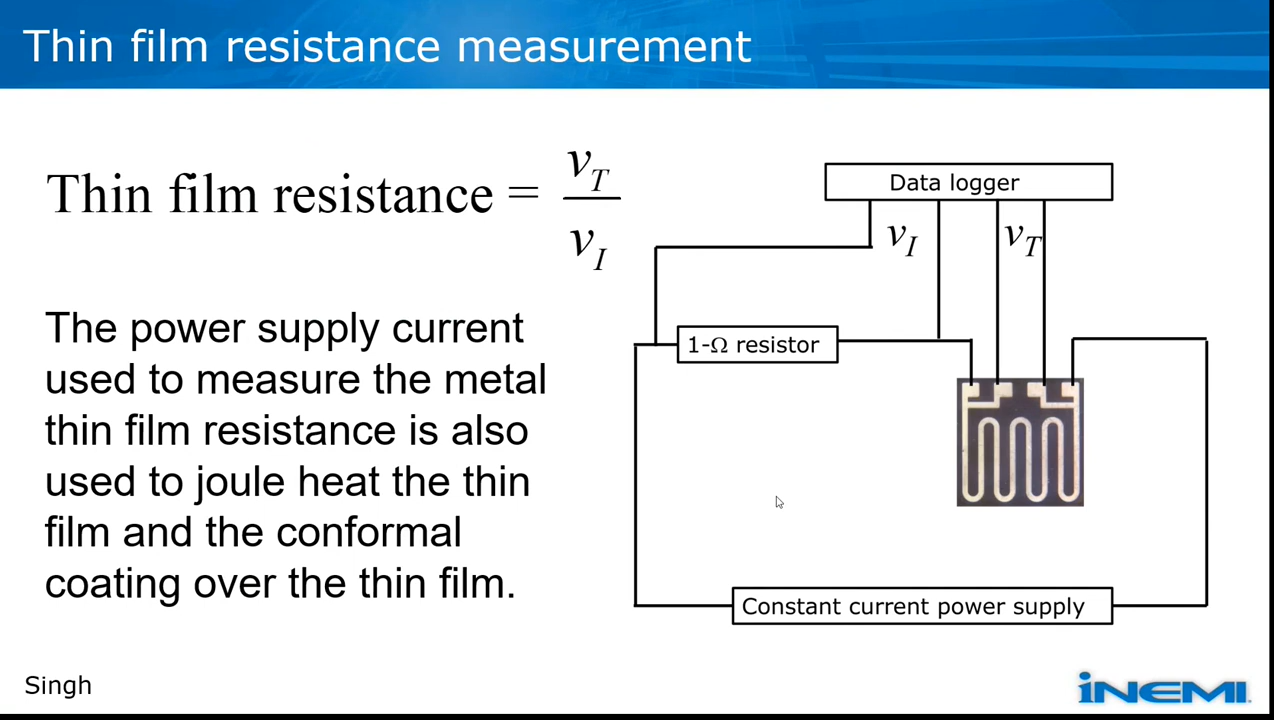 Thin film resistance measurement
Thin film resistance = v_T / v_I
Data logger
v_I
v_T
1-Ω resistor
The power supply current
used to measure the metal
thin film resistance is also
used to joule heat the thin
film and the conformal
coating over the thin film.
Constant current power supply
Singh
iNEMI